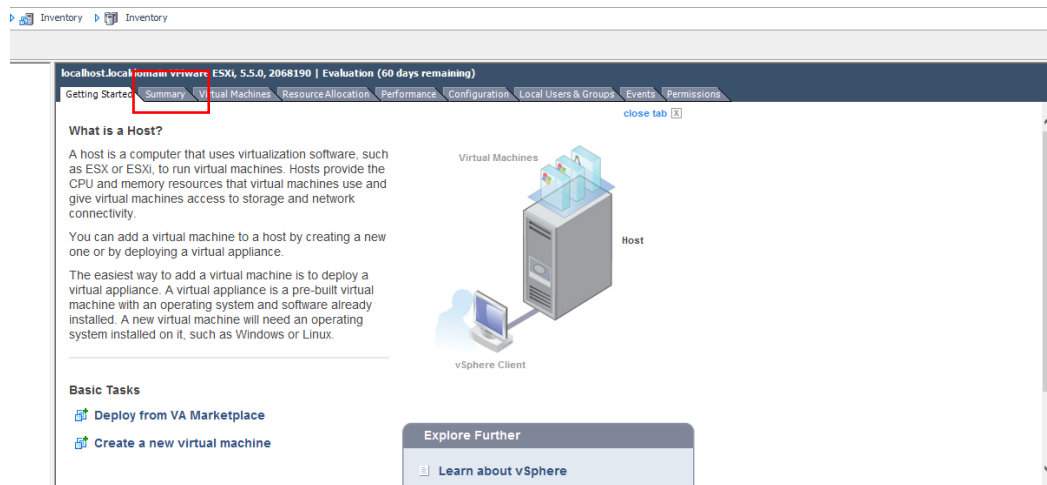 Inventory Inventory
localhost.localdomain VMware ESXi, 5.5.0, 2068190 | Evaluation (60 days remaining)
Getting Started Summary Virtual Machines Resource Allocation Performance Configuration Local Users & Groups Events Permissions
close tab X
What is a Host?
A host is a computer that uses virtualization software, such
as ESX or ESXi, to run virtual machines. Hosts provide the
CPU and memory resources that virtual machines use and
give virtual machines access to storage and network
connectivity.
You can add a virtual machine to a host by creating a new
one or by deploying a virtual appliance.
The easiest way to add a virtual machine is to deploy a
virtual appliance. A virtual appliance is a pre-built virtual
machine with an operating system and software already
installed. A new virtual machine will need an operating
system installed on it, such as Windows or Linux.
Virtual Machines
Host
vSphere Client
Basic Tasks
Deploy from VA Marketplace
Create a new virtual machine
Explore Further
Learn about vSphere